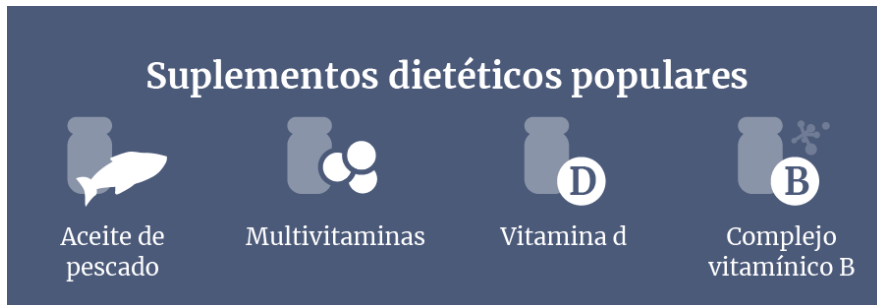 Suplementos dietéticos populares
D
B
Aceite de
pescado
Multivitaminas
Vitamina d
Complejo
vitamínico B